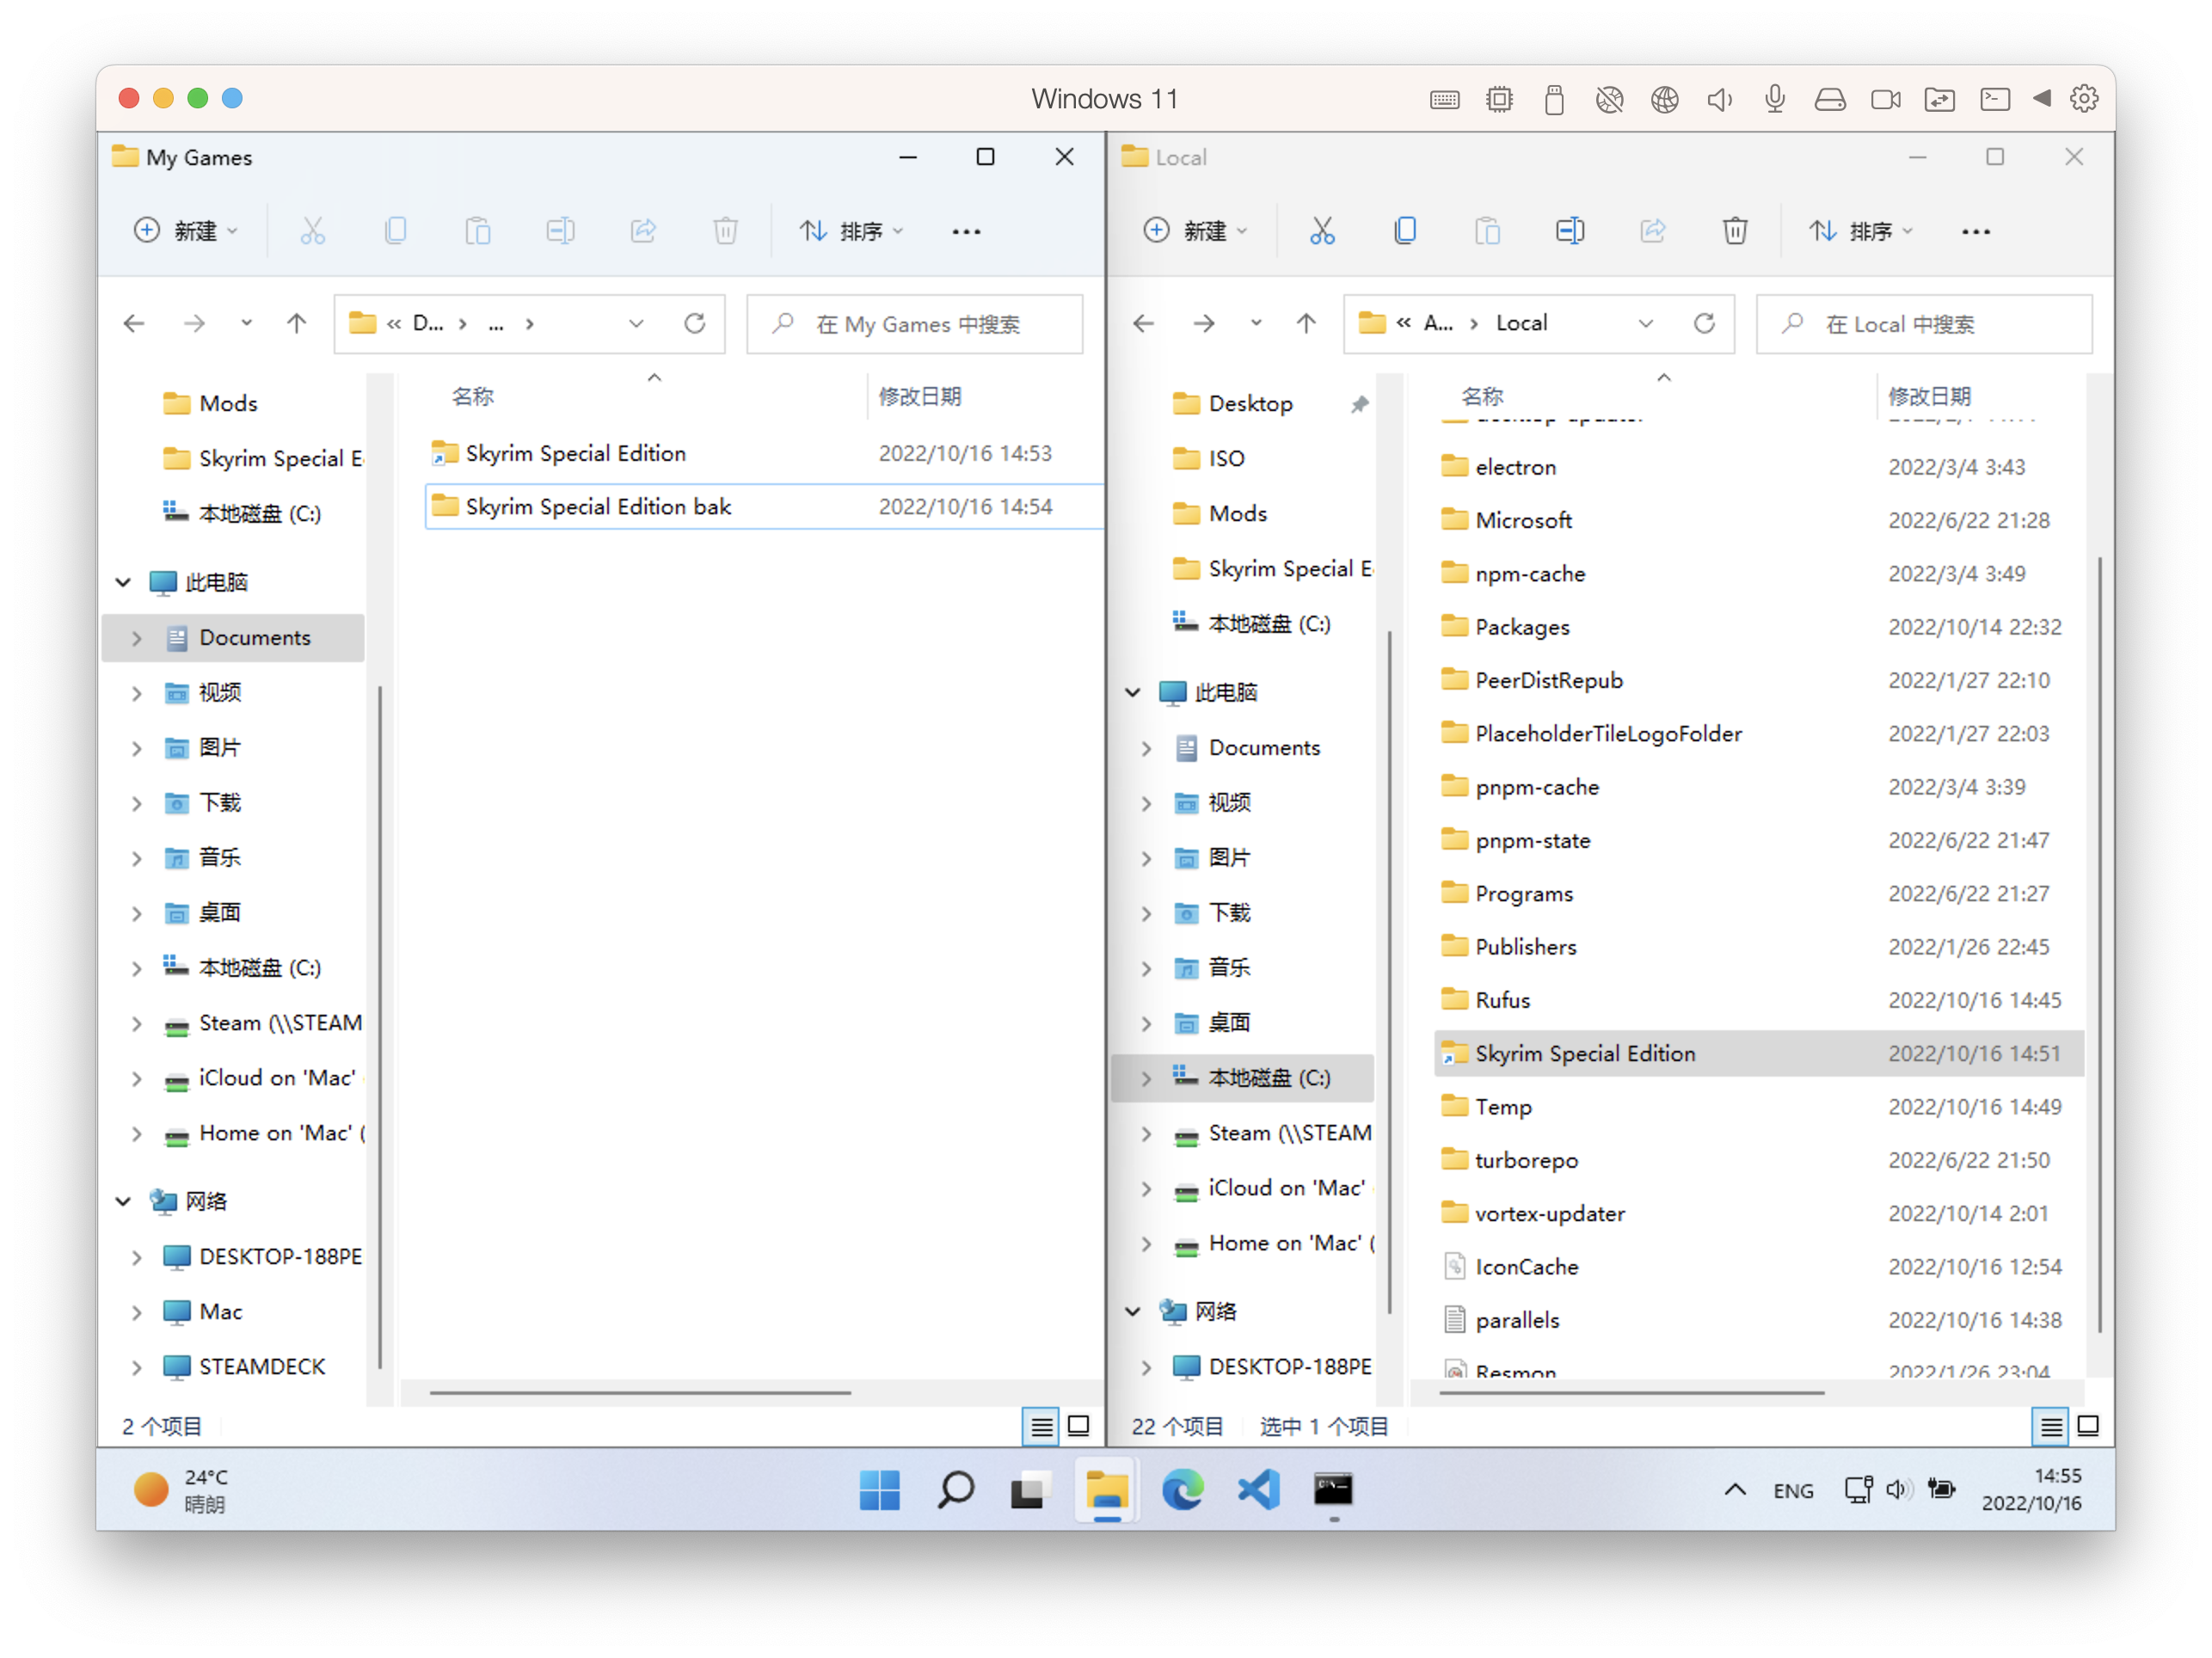 Windows 11
My Games
新建
排序
« D... › ... ›
在 My Games 中搜索
Mods
Skyrim Special E
本地磁盘 (C:)
此电脑
Documents
视频
图片
下载
音乐
桌面
本地磁盘 (C:)
Steam (\\STEAM
iCloud on 'Mac'
Home on 'Mac' (
网络
DESKTOP-188PE
Mac
STEAMDECK
名称 修改日期
Skyrim Special Edition 2022/10/16 14:53
Skyrim Special Edition bak 2022/10/16 14:54
2 个项目
Local
新建
排序
« A... › Local
在 Local 中搜索
Desktop
ISO
Mods
Skyrim Special E
本地磁盘 (C:)
此电脑
Documents
视频
图片
下载
音乐
桌面
本地磁盘 (C:)
Steam (\\STEAM
iCloud on 'Mac'
Home on 'Mac' (
网络
DESKTOP-188PE
名称 修改日期
electron 2022/3/4 3:43
Microsoft 2022/6/22 21:28
npm-cache 2022/3/4 3:49
Packages 2022/10/14 22:32
PeerDistRepub 2022/1/27 22:10
PlaceholderTileLogoFolder 2022/1/27 22:03
pnpm-cache 2022/3/4 3:39
pnpm-state 2022/6/22 21:47
Programs 2022/6/22 21:27
Publishers 2022/1/26 22:45
Rufus 2022/10/16 14:45
Skyrim Special Edition 2022/10/16 14:51
Temp 2022/10/16 14:49
turborepo 2022/6/22 21:50
vortex-updater 2022/10/14 2:01
IconCache 2022/10/16 12:54
parallels 2022/10/16 14:38
Resmon 2022/1/26 23:04
22 个项目 选中 1 个项目
24°C
晴朗
ENG
14:55
2022/10/16